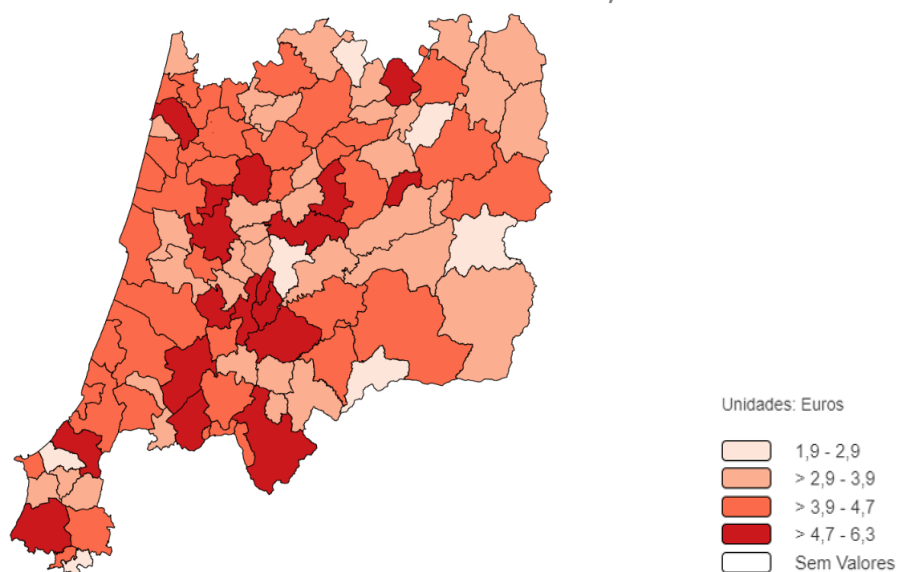 Unidades: Euros
1,9 - 2,9
> 2,9 - 3,9
> 3,9 - 4,7
> 4,7 - 6,3
Sem Valores